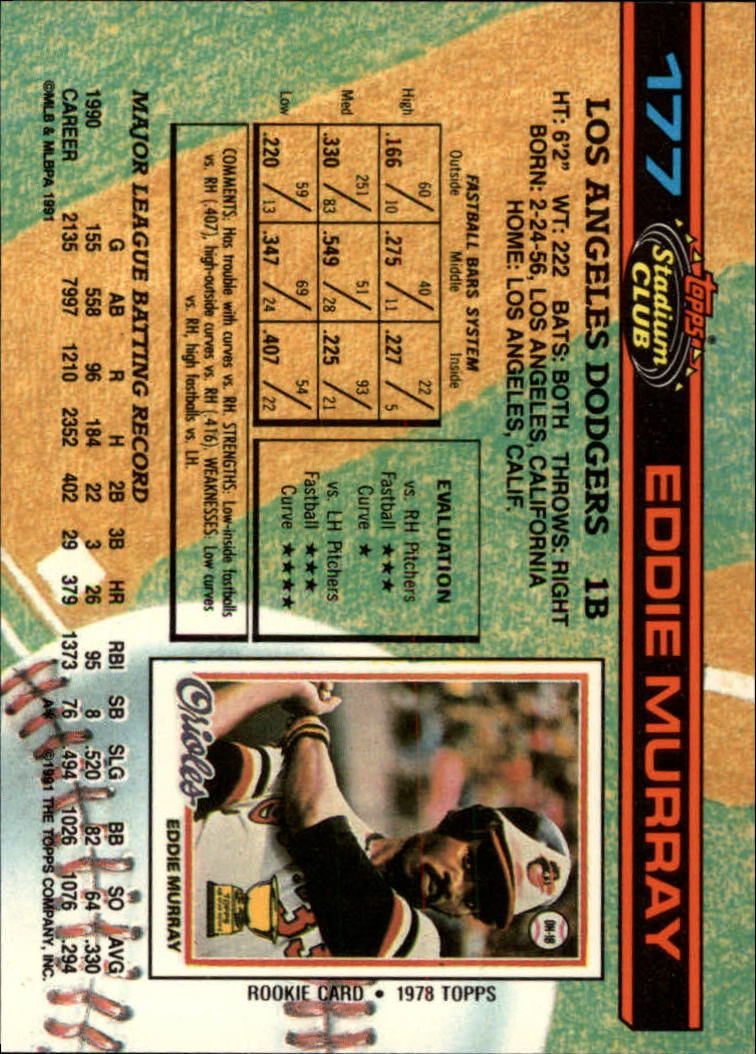 177
Topps®
Stadium
CLUB
EDDIE MURRAY
LOS ANGELES DODGERS 1B
HT: 6'2" WT: 222 BATS: BOTH THROWS: RIGHT
BORN: 2-24-56, LOS ANGELES, CALIFORNIA
HOME: LOS ANGELES, CALIF.
FASTBALL BARS SYSTEM
Outside Middle Inside
High .166 60/10 .275 40/11 .227 22/5
Med .330 251/83 .549 51/28 .225 93/21
Low .220 59/13 .347 69/24 .407 54/22
EVALUATION
vs. RH Pitchers
Fastball ★★★
Curve ★
vs. LH Pitchers
Fastball ★★★
Curve ★★★★
COMMENTS: Has trouble with curves vs. RH. STRENGTHS: Low-inside fastballs
vs. RH (.407), high-outside curves vs. RH (.416). WEAKNESSES: Low curves
vs. RH, high fastballs vs. LH.
Orioles
EDDIE MURRAY
DH-1B
TOPPS
33
ROOKIE CARD • 1978 TOPPS
MAJOR LEAGUE BATTING RECORD
G AB R H 2B 3B HR RBI SB SLG BB SO AVG
1990 155 558 96 184 22 3 26 95 8 .520 82 64 .330
CAREER 2135 7997 1210 2352 402 29 379 1373 76 .494 1026 1076 .294
©MLB & MLBPA 1991 A* ©1991 THE TOPPS COMPANY, INC.